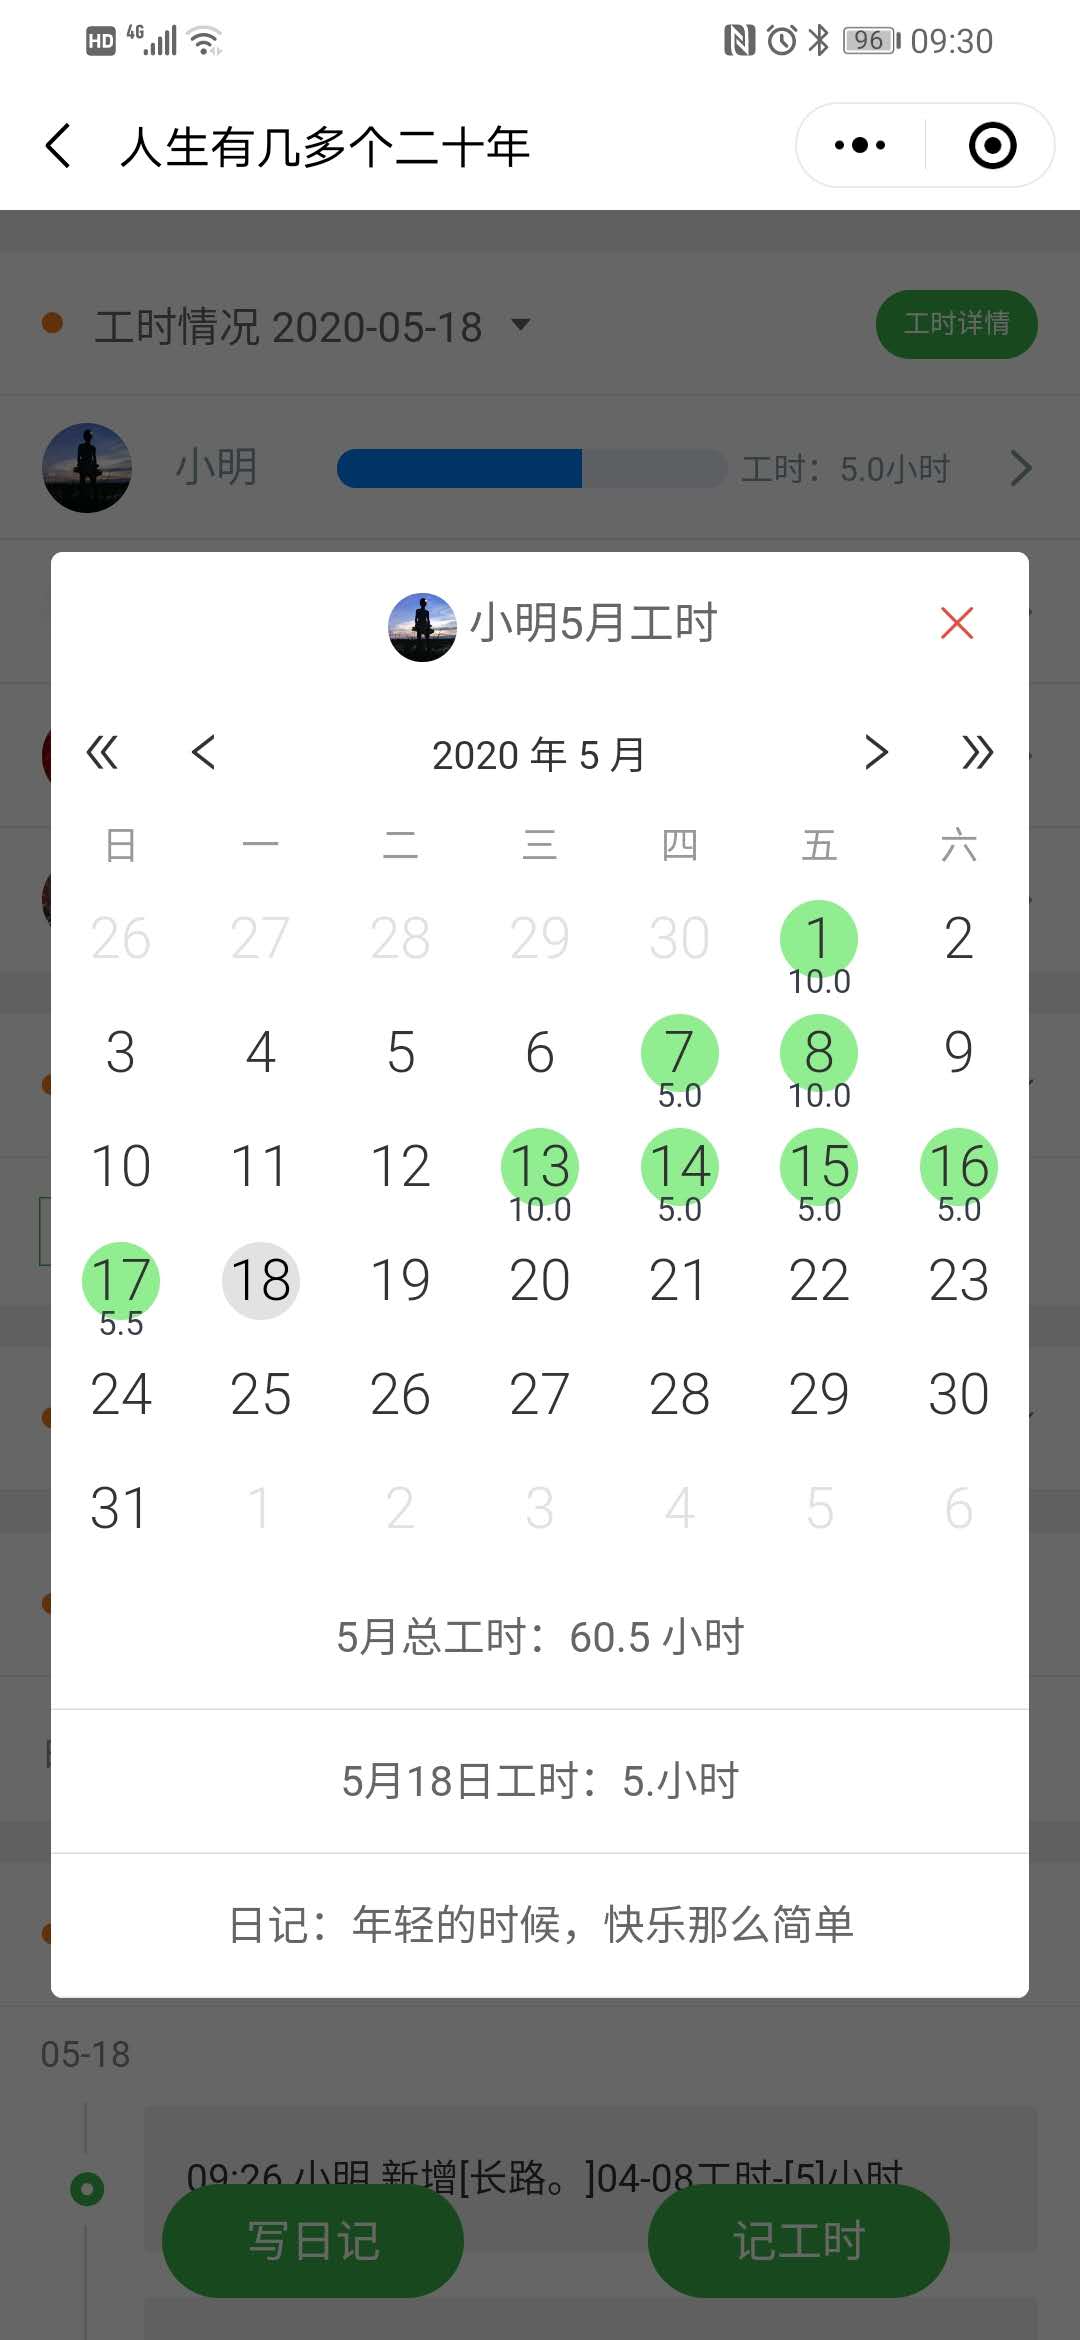 HD 4G 96 09:30
人生有几多个二十年
工时情况 2020-05-18 工时详情
小明 工时：5.0小时
小明5月工时
2020 年 5 月
日 一 二 三 四 五 六
26 27 28 29 30 1 2
10.0
3 4 5 6 7 8 9
5.0 10.0
10 11 12 13 14 15 16
10.0 5.0 5.0 5.0
17 18 19 20 21 22 23
5.5
24 25 26 27 28 29 30
31 1 2 3 4 5 6
5月总工时：60.5 小时
5月18日工时：5.小时
日记：年轻的时候，快乐那么简单
05-18
09:26 小明 新增[长路。]04-08工时-[5]小时
写日记 记工时